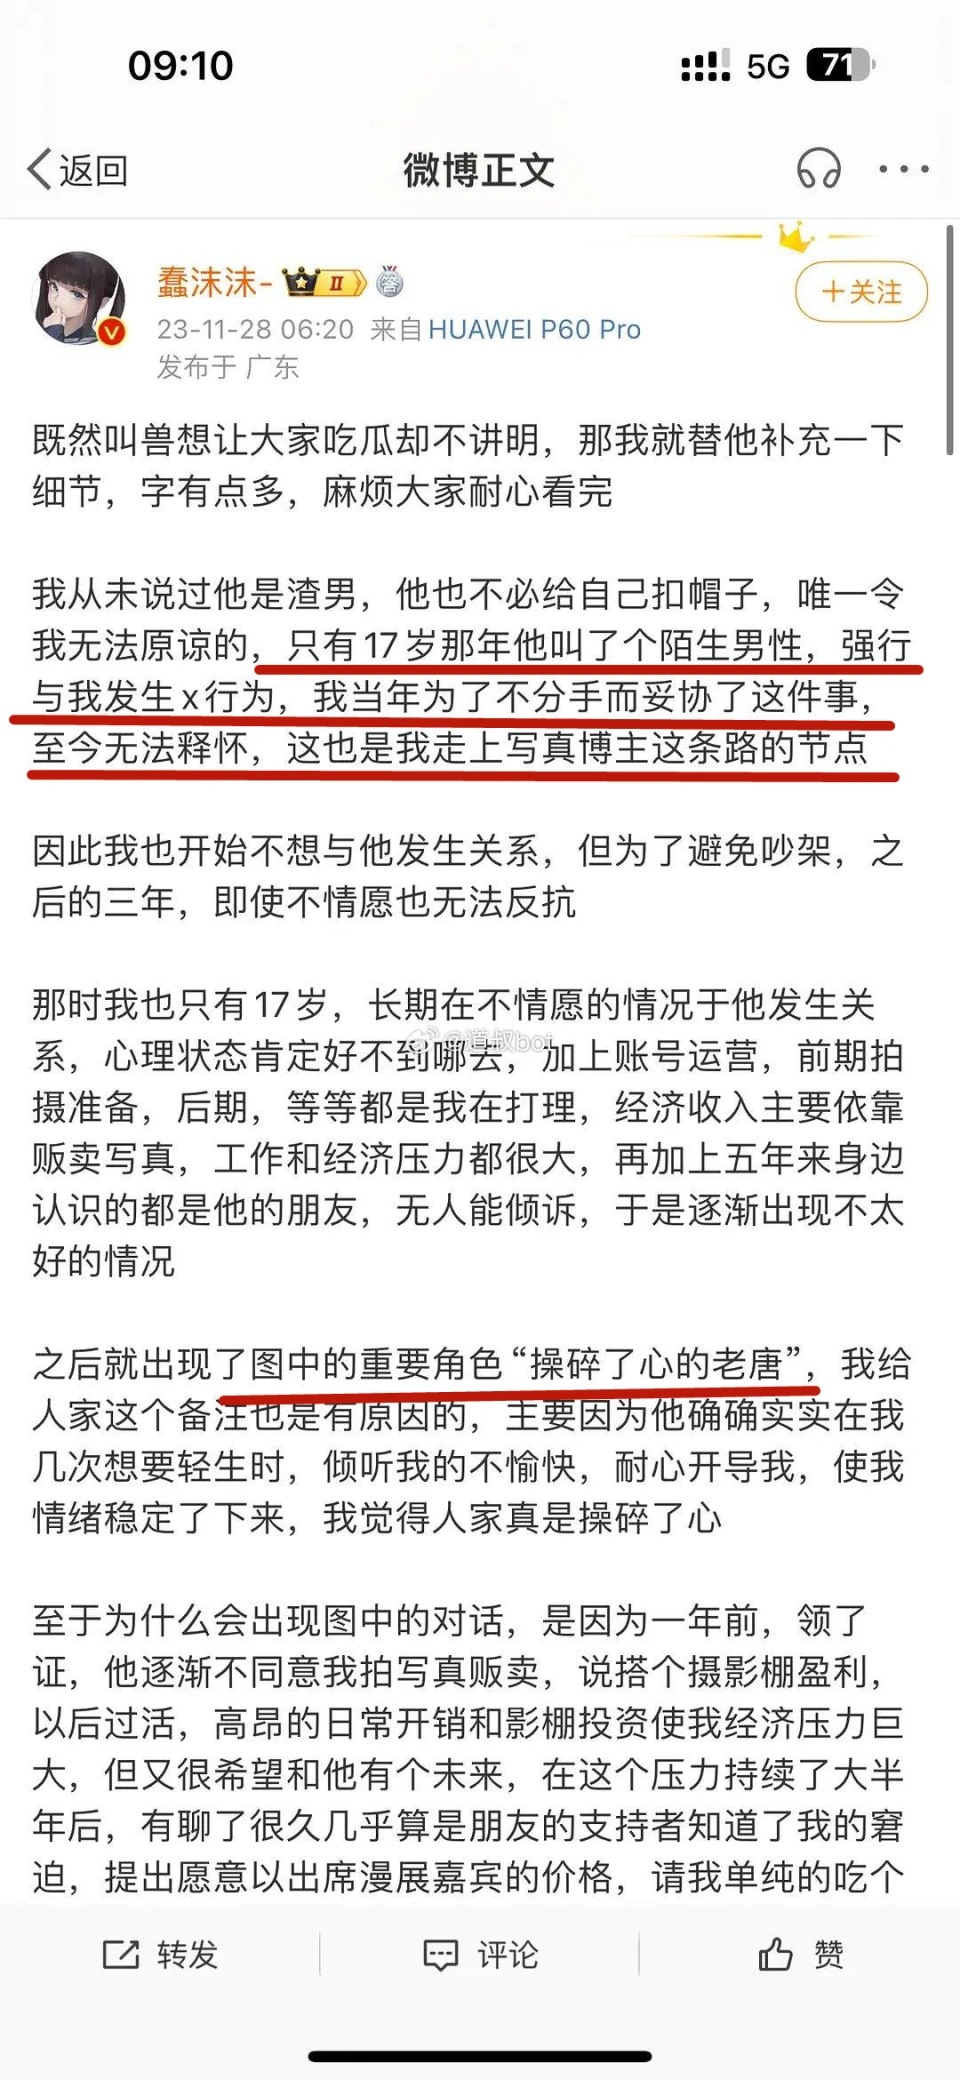 09:10
5G 71
返回
微博正文
蠢沫沫-
II
答
+关注
23-11-28 06:20 来自 HUAWEI P60 Pro
发布于 广东
既然叫兽想让大家吃瓜却不讲明，那我就替他补充一下
细节，字有点多，麻烦大家耐心看完
我从未说过他是渣男，他也不必给自己扣帽子，唯一令
我无法原谅的，只有17岁那年他叫了个陌生男性，强行
与我发生x行为，我当年为了不分手而妥协了这件事，
至今无法释怀，这也是我走上写真博主这条路的节点
因此我也开始不想与他发生关系，但为了避免吵架，之
后的三年，即使不情愿也无法反抗
那时我也只有17岁，长期在不情愿的情况于他发生关
@道叔bot
系，心理状态肯定好不到哪去，加上账号运营，前期拍
摄准备，后期，等等都是我在打理，经济收入主要依靠
贩卖写真，工作和经济压力都很大，再加上五年来身边
认识的都是他的朋友，无人能倾诉，于是逐渐出现不太
好的情况
之后就出现了图中的重要角色“操碎了心的老唐”，我给
人家这个备注也是有原因的，主要因为他确确实实在我
几次想要轻生时，倾听我的不愉快，耐心开导我，使我
情绪稳定了下来，我觉得人家真是操碎了心
至于为什么会出现图中的对话，是因为一年前，领了
证，他逐渐不同意我拍写真贩卖，说搭个摄影棚盈利，
以后过活，高昂的日常开销和影棚投资使我经济压力巨
大，但又很希望和他有个未来，在这个压力持续了大半
年后，有聊了很久几乎算是朋友的支持者知道了我的窘
迫，提出愿意以出席漫展嘉宾的价格，请我单纯的吃个
转发
评论
赞